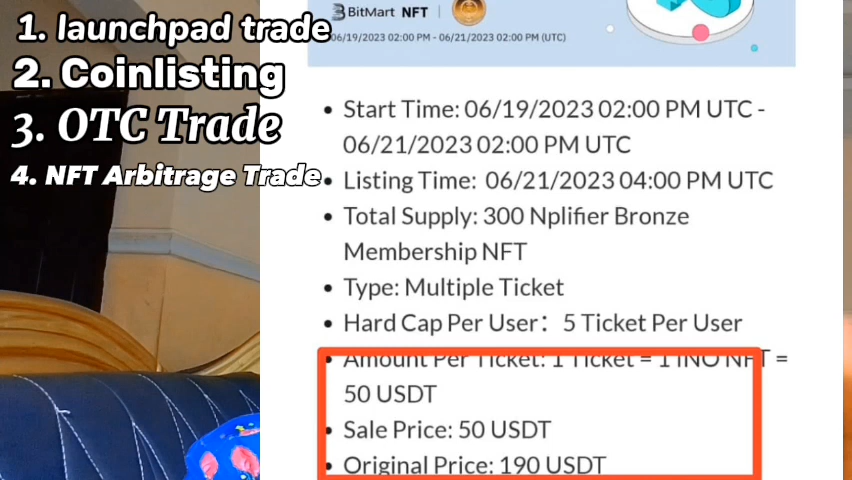 1. launchpad trade
2. Coinlisting
3. OTC Trade
4. NFT Arbitrage Trade
BitMart NFT
06/19/2023 02:00 PM - 06/21/2023 02:00 PM (UTC)
• Start Time: 06/19/2023 02:00 PM UTC -
06/21/2023 02:00 PM UTC
• Listing Time: 06/21/2023 04:00 PM UTC
• Total Supply: 300 Nplifier Bronze
Membership NFT
• Type: Multiple Ticket
• Hard Cap Per User: 5 Ticket Per User
• Amount Per Ticket: 1 Ticket = 1 INO NFT =
50 USDT
• Sale Price: 50 USDT
• Original Price: 190 USDT